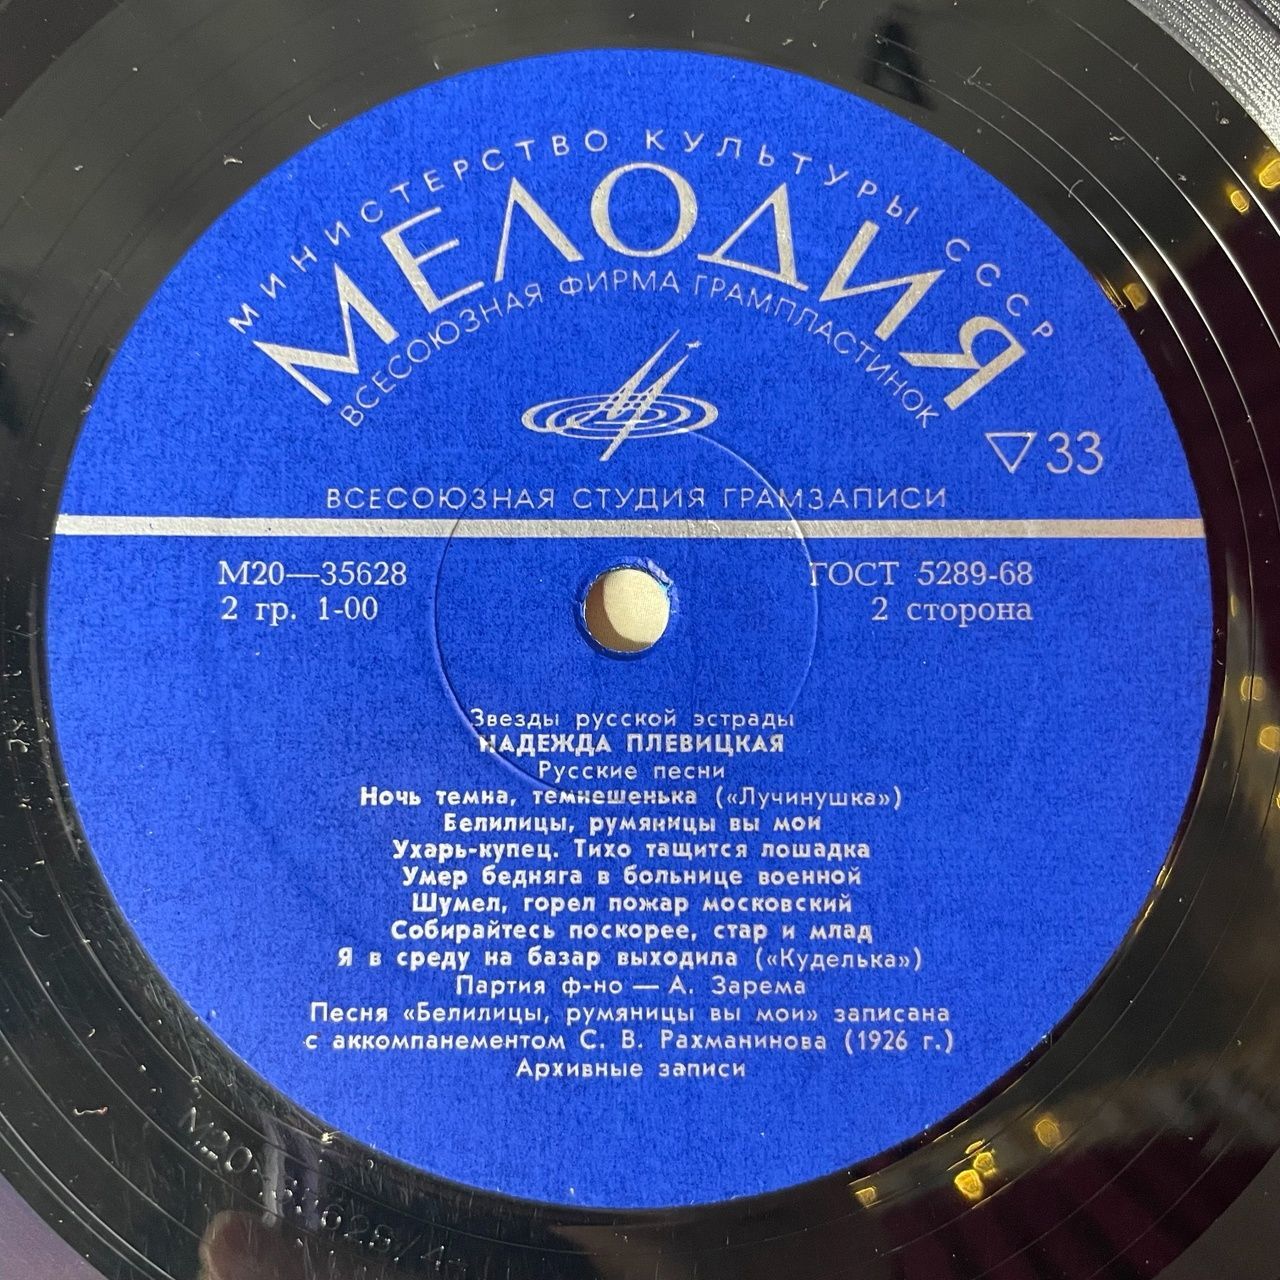 МИНИСТЕРСТВО КУЛЬТУРЫ СССР
МЕЛОДИЯ
ВСЕСОЮЗНАЯ ФИРМА ГРАМПЛАСТИНОК
33
ВСЕСОЮЗНАЯ СТУДИЯ ГРАМЗАПИСИ
М20—35628 ГОСТ 5289-68
2 гр. 1-00 2 сторона
Звезды русской эстрады
НАДЕЖДА ПЛЕВИЦКАЯ
Русские песни
Ночь темна, темнешенька («Лучинушка»)
Белилицы, румяницы вы мои
Ухарь-купец. Тихо тащится лошадка
Умер бедняга в больнице военной
Шумел, горел пожар московский
Собирайтесь поскорее, стар и млад
Я в среду на базар выходила («Куделька»)
Партия ф-но — А. Зарема
Песня «Белилицы, румяницы вы мои» записана
с аккомпанементом С. В. Рахманинова (1926 г.)
Архивные записи